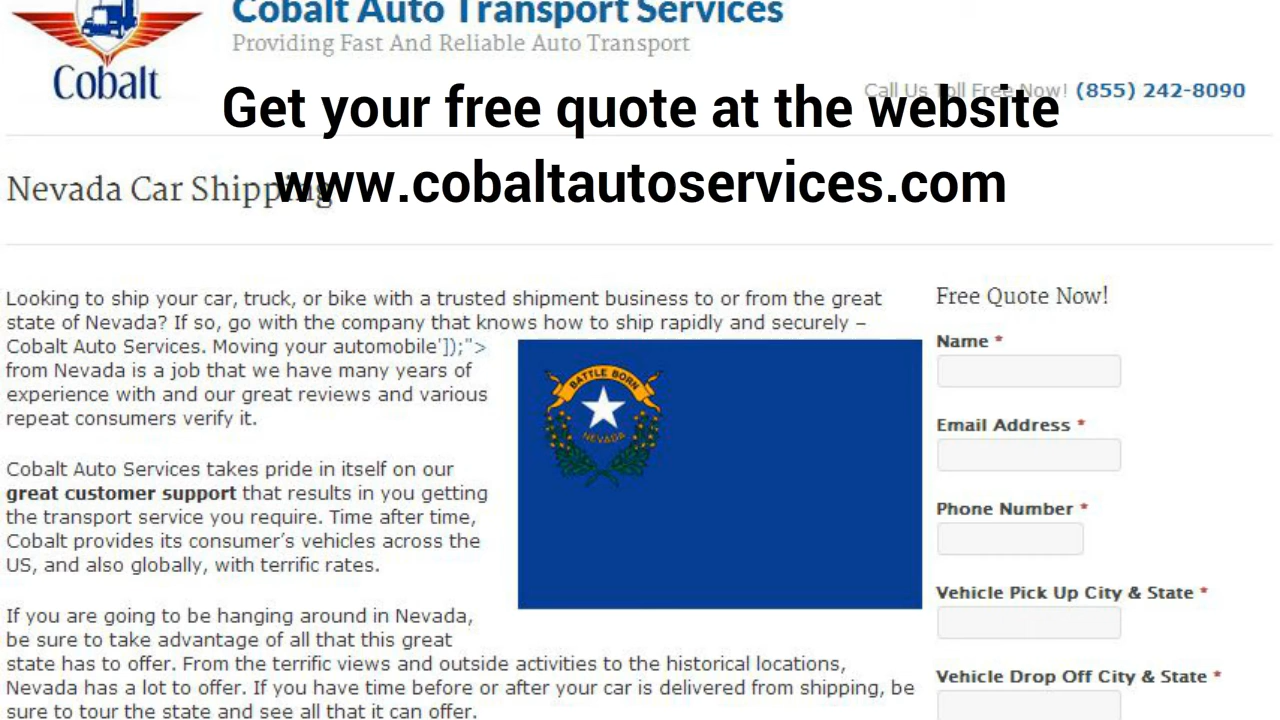 Cobalt Auto Transport Services
Providing Fast And Reliable Auto Transport
Cobalt
Call Us Toll Free Now! (855) 242-8090
Get your free quote at the website
www.cobaltautoservices.com
Nevada Car Shipping
Looking to ship your car, truck, or bike with a trusted shipment business to or from the great
state of Nevada? If so, go with the company that knows how to ship rapidly and securely –
Cobalt Auto Services. Moving your automobile']);">
from Nevada is a job that we have many years of
experience with and our great reviews and various
repeat consumers verify it.
Cobalt Auto Services takes pride in itself on our
great customer support that results in you getting
the transport service you require. Time after time,
Cobalt provides its consumer’s vehicles across the
US, and also globally, with terrific rates.
If you are going to be hanging around in Nevada,
be sure to take advantage of all that this great
state has to offer. From the terrific views and outside activities to the historical locations,
Nevada has a lot to offer. If you have time before or after your car is delivered from shipping, be
sure to tour the state and see all that it can offer.
BATTLE BORN
NEVADA
Free Quote Now!
Name *
Email Address *
Phone Number *
Vehicle Pick Up City & State *
Vehicle Drop Off City & State *